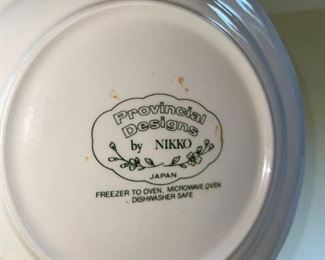 Provincial
Designs
by NIKKO
JAPAN
FREEZER TO OVEN, MICROWAVE OVEN
DISHWASHER SAFE